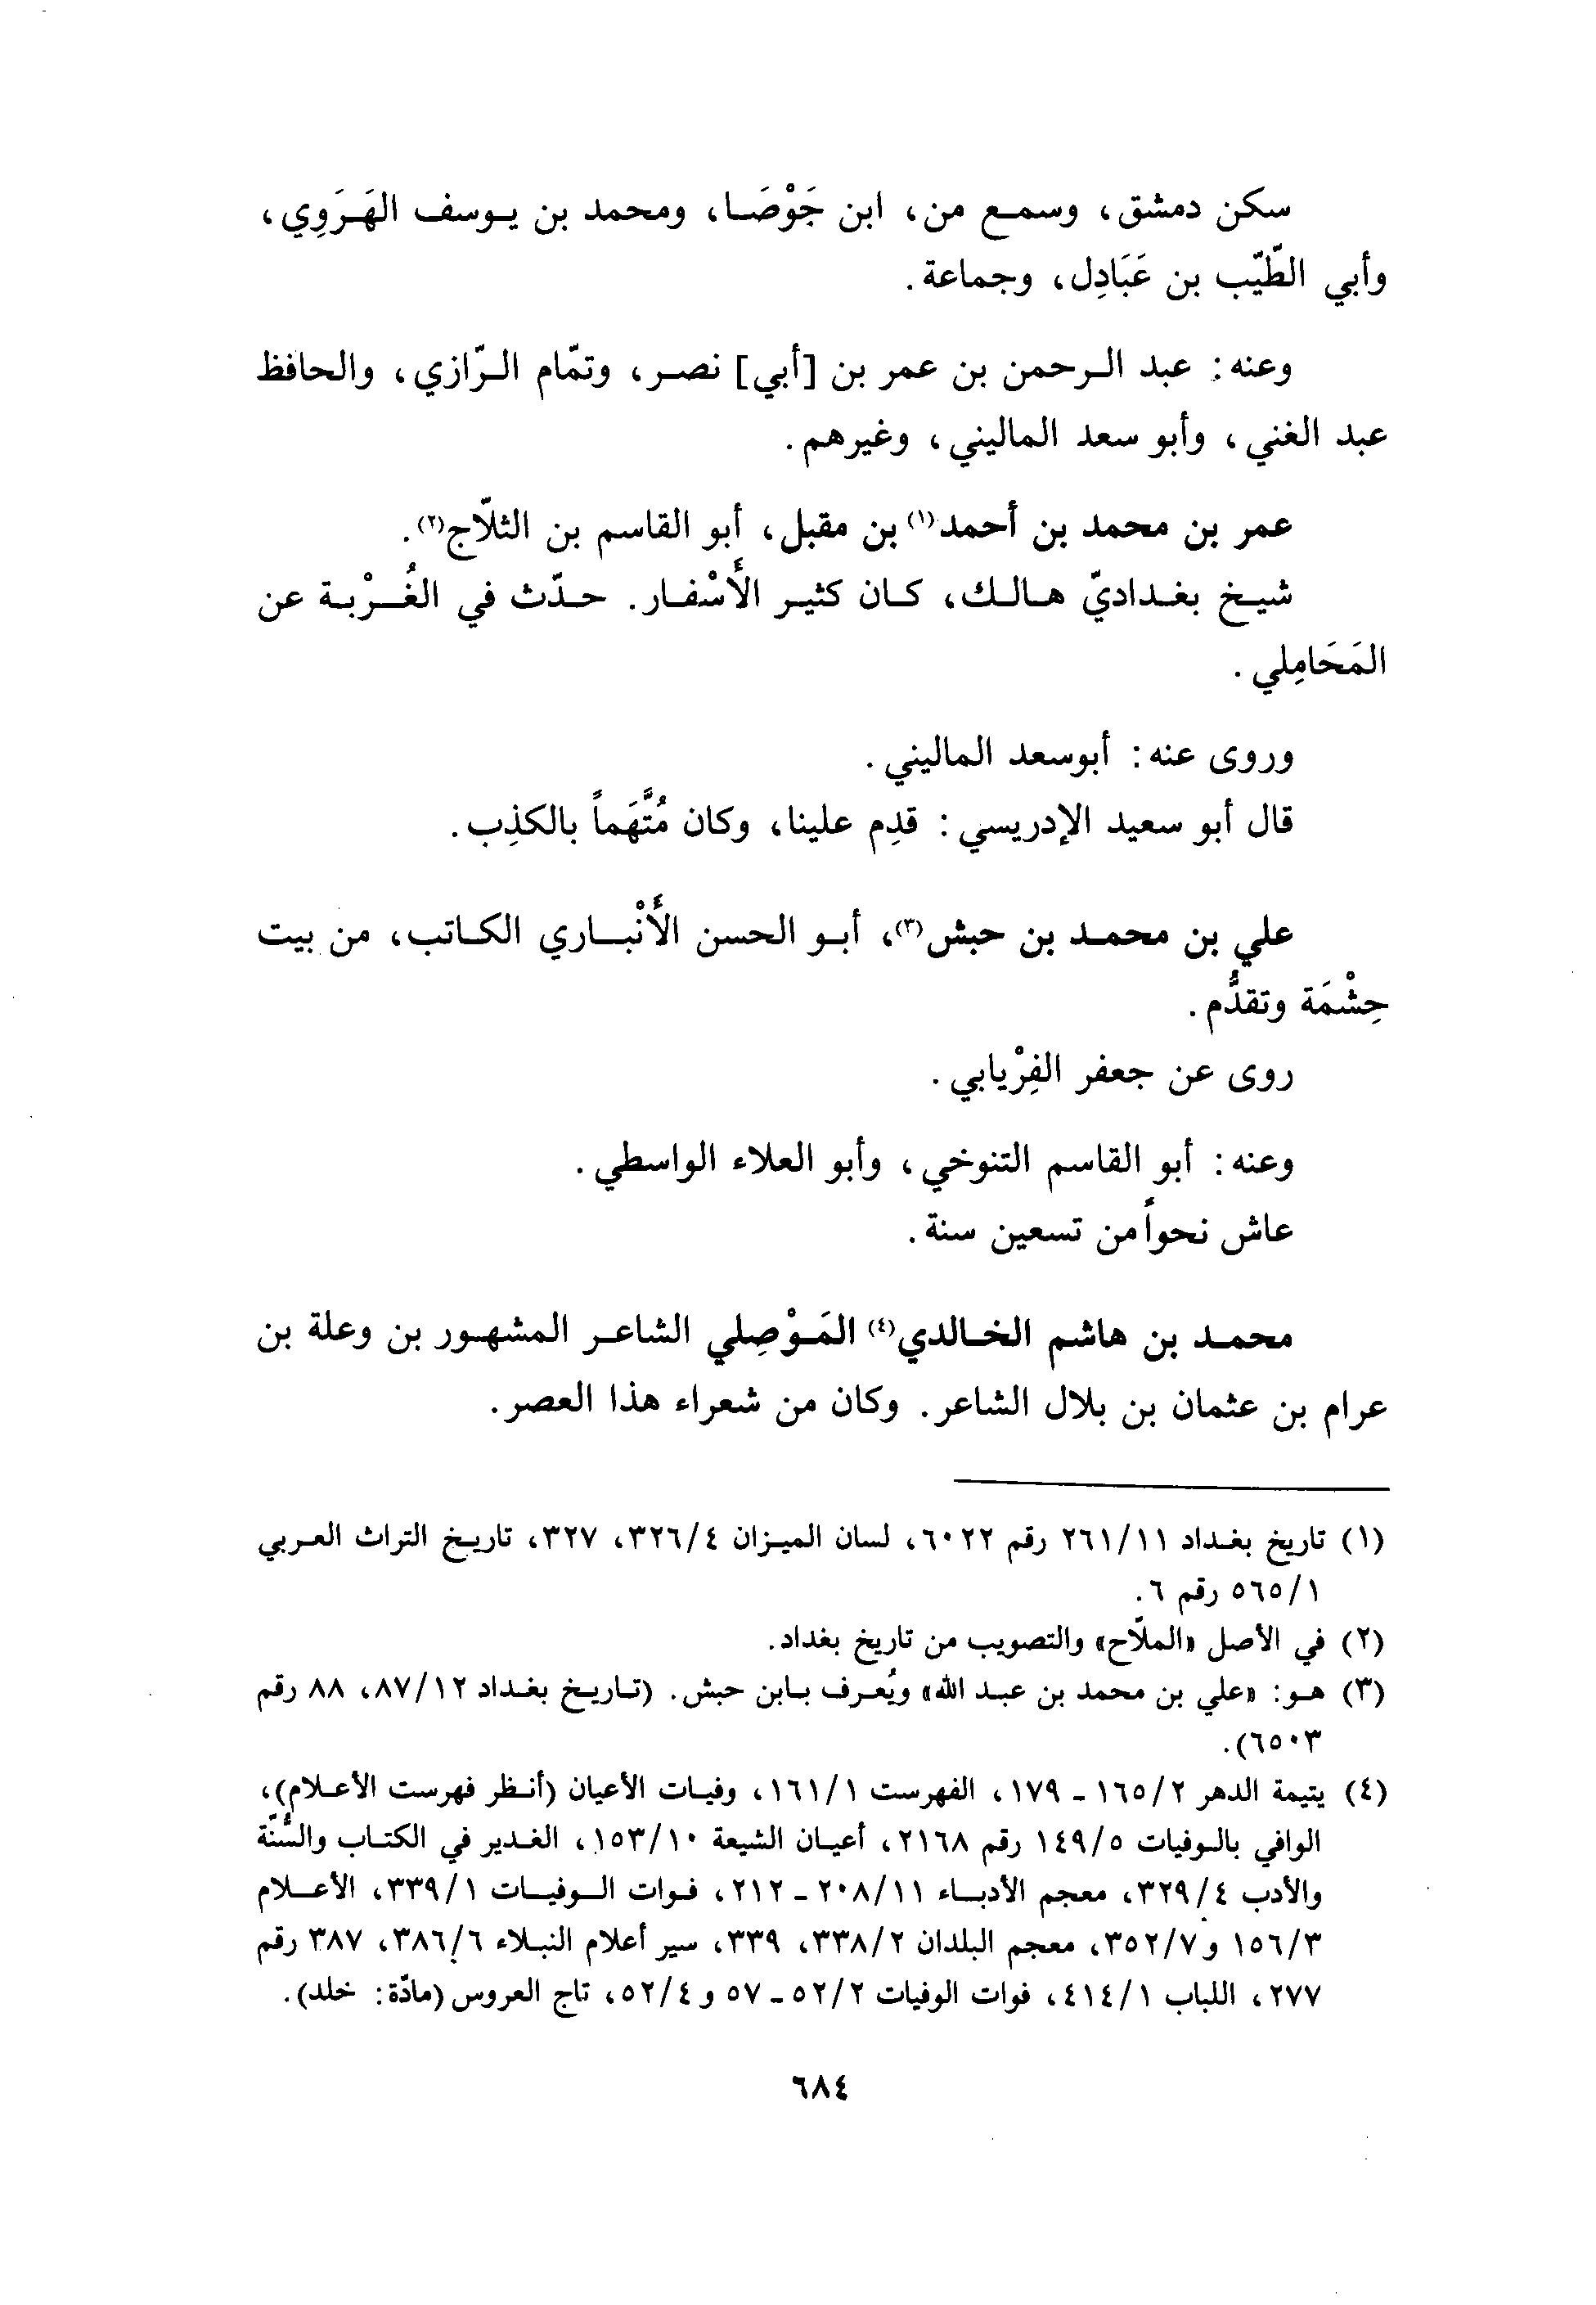 سكن دمشق، وسمع من، ابن جَوْصَا، ومحمد بن يوسف الهَرَوِي،
وأبي الطّيّب بن عَبَادِل، وجماعة.
وعنه: عبد الرحمن بن عمر بن [أبي] نصر، وتمّام الرّازي، والحافظ
عبد الغني، وأبو سعد الماليني، وغيرهم.
عمر بن محمد بن أحمد(١) بن مقبل، أبو القاسم بن الثلّاج(٢).
شيخ بغداديّ هالك، كان كثير الأَسْفار. حدّث في الغُرْبة عن
المَحَامِلي.
وروى عنه: أبوسعد الماليني.
قال أبو سعيد الإدريسي: قدِم علينا، وكان مُتَّهَماً بالكذِب.
علي بن محمد بن حبش(٣)، أبو الحسن الأَنْباري الكاتب، من بيت
حِشْمَة وتقدُّم.
روى عن جعفر الفِرْيابي.
وعنه: أبو القاسم التنوخي، وأبو العلاء الواسطي.
عاش نحواً من تسعين سنة.
محمد بن هاشم الخالدي(٤) المَوْصِلي الشاعر المشهور بن وعلة بن
عرام بن عثمان بن بلال الشاعر. وكان من شعراء هذا العصر.
(١) تاريخ بغداد ٢٦١/١١ رقم ٦٠٢٢، لسان الميزان ٣٢٦/٤، ٣٢٧، تاريخ التراث العربي
٥٦٥/١ رقم ٦.
(٢) في الأصل «الملّاح» والتصويب من تاريخ بغداد.
(٣) هو: «علي بن محمد بن عبد الله» ويُعرف بابن حبش. (تاريخ بغداد ٨٧/١٢، ٨٨ رقم
٦٥٠٣).
(٤) يتيمة الدهر ١٦٥/٢ - ١٧٩، الفهرست ١٦١/١، وفيات الأعيان (أنظر فهرست الأعلام)،
الوافي بالوفيات ١٤٩/٥ رقم ٢١٦٨، أعيان الشيعة ١٥٣/١٠، الغدير في الكتاب والسُّنّة
والأدب ٣٢٩/٤، معجم الأدباء ٢٠٨/١١ - ٢١٢، فوات الوفيات ٣٣٩/١، الأعلام
١٥٦/٣ و٣٥٢/٧، معجم البلدان ٣٣٨/٢، ٣٣٩، سير أعلام النبلاء ٣٨٦/٦، ٣٨٧ رقم
٢٧٧، اللباب ٤١٤/١، فوات الوفيات ٥٢/٢ - ٥٧ و٥٢/٤، تاج العروس (مادّة: خلد).
٦٨٤